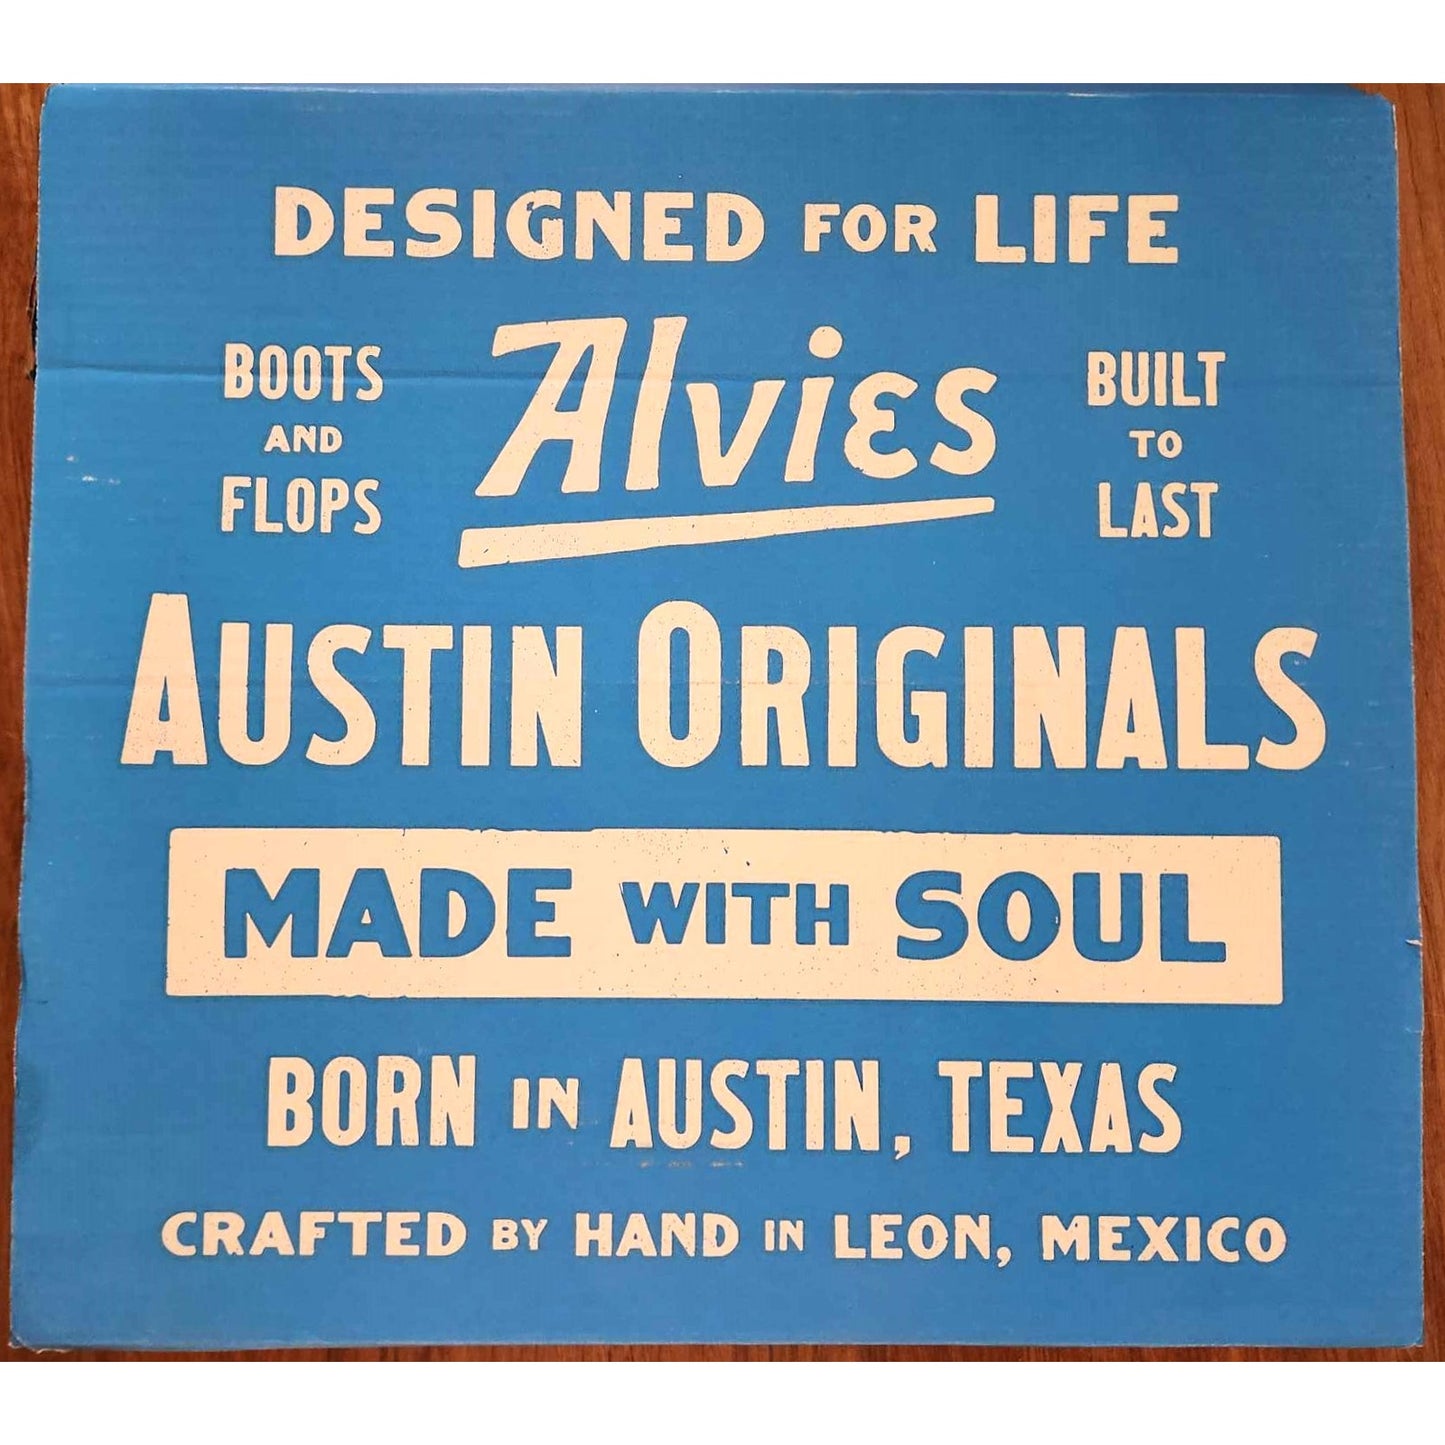 DESIGNED FOR LIFE
BOOTS AND FLOPS
Alvies
BUILT TO LAST
AUSTIN ORIGINALS
MADE WITH SOUL
BORN IN AUSTIN, TEXAS
CRAFTED BY HAND IN LEON, MEXICO